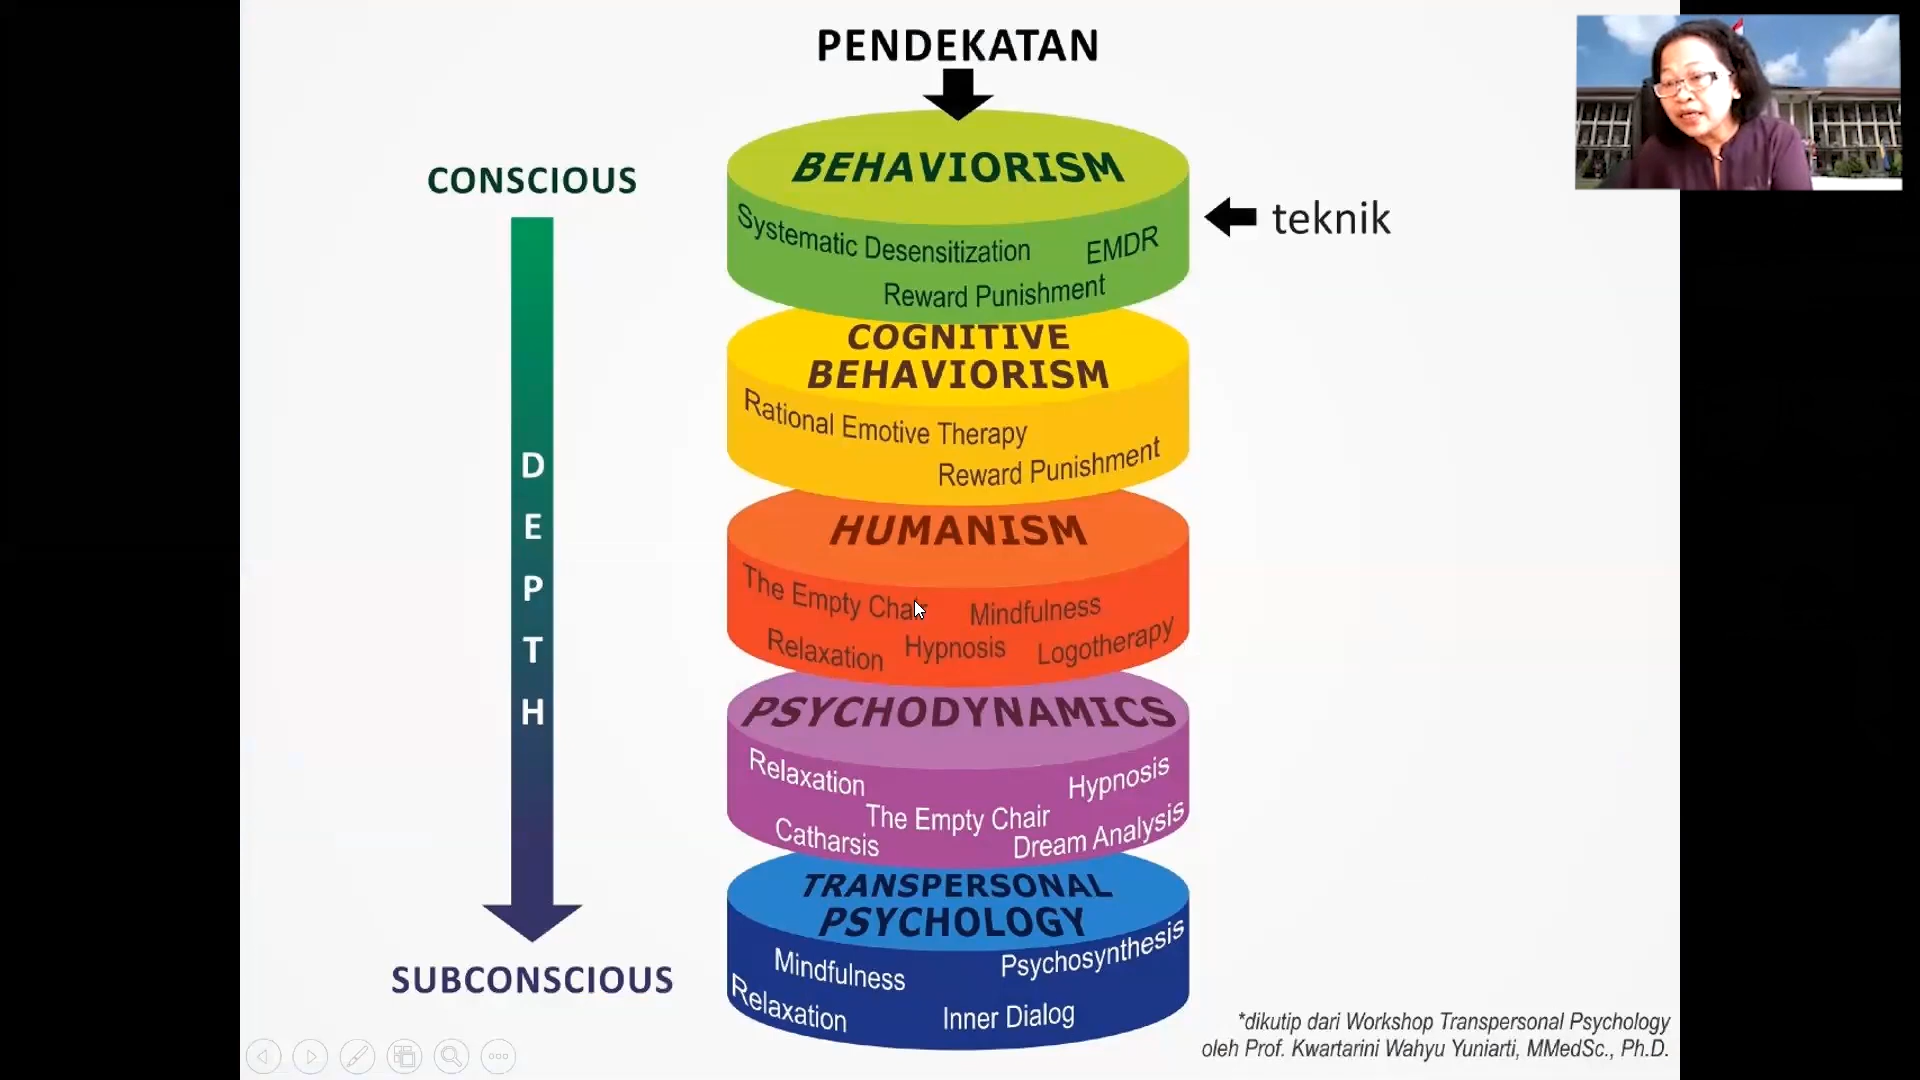 PENDEKATAN
CONSCIOUS
DEPTH
SUBCONSCIOUS
BEHAVIORISM
Systematic Desensitization
EMDR
Reward Punishment
teknik
COGNITIVE
BEHAVIORISM
Rational Emotive Therapy
Reward Punishment
HUMANISM
The Empty Chair
Mindfulness
Relaxation
Hypnosis
Logotherapy
PSYCHODYNAMICS
Relaxation
Hypnosis
The Empty Chair
Catharsis
Dream Analysis
TRANSPERSONAL
PSYCHOLOGY
Mindfulness
Psychosynthesis
Relaxation
Inner Dialog
*dikutip dari Workshop Transpersonal Psychology
oleh Prof. Kwartarini Wahyu Yuniarti, MMedSc., Ph.D.